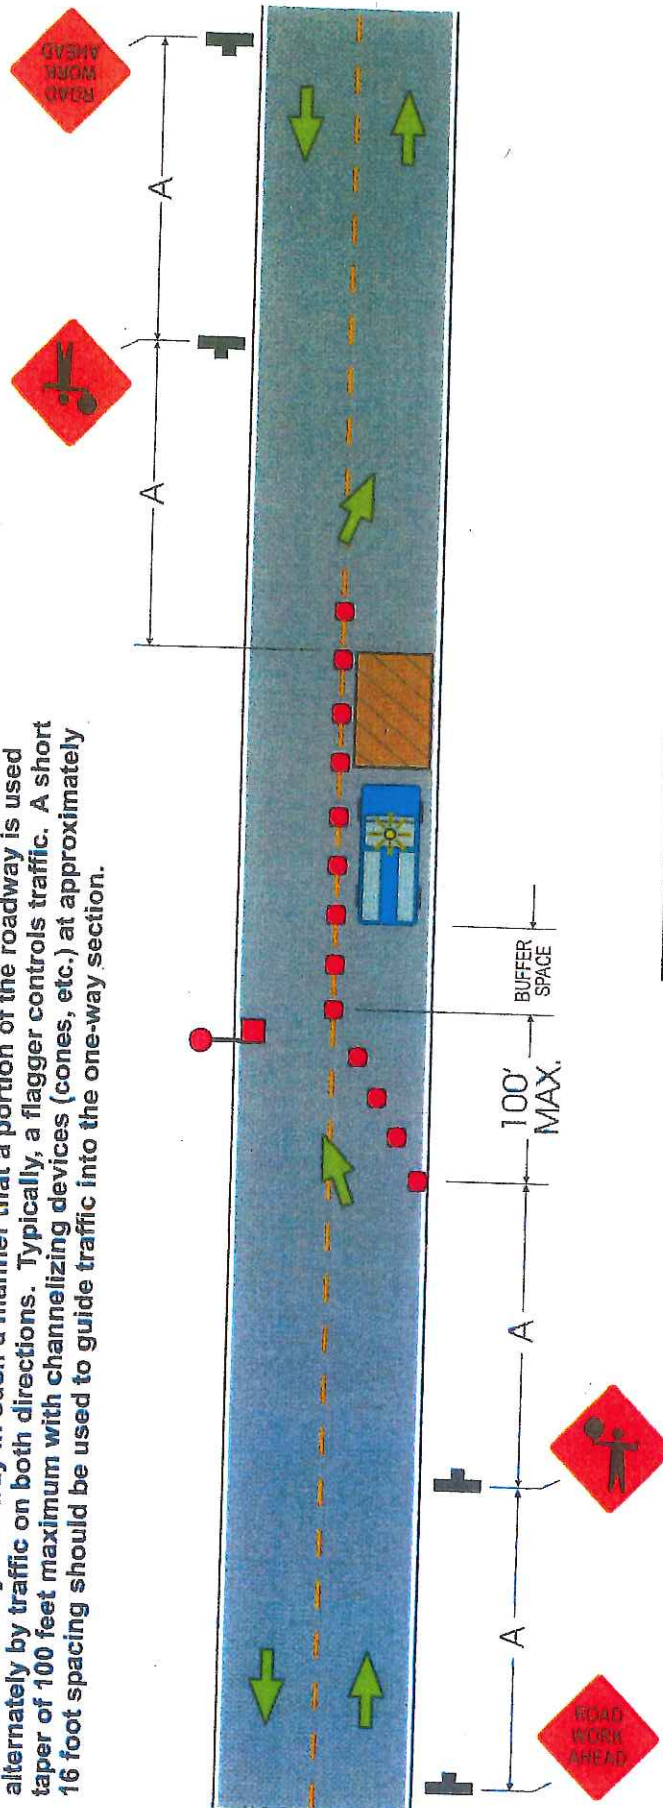 alternately by traffic on both directions. Typically, a flagger controls traffic. A short
taper of 100 feet maximum with channelizing devices (cones, etc.) at approximately
16 foot spacing should be used to guide traffic into the one-way section.
ROAD
WORK
AHEAD
A
A
A
A
100'
MAX.
BUFFER
SPACE
ROAD
WORK
AHEAD